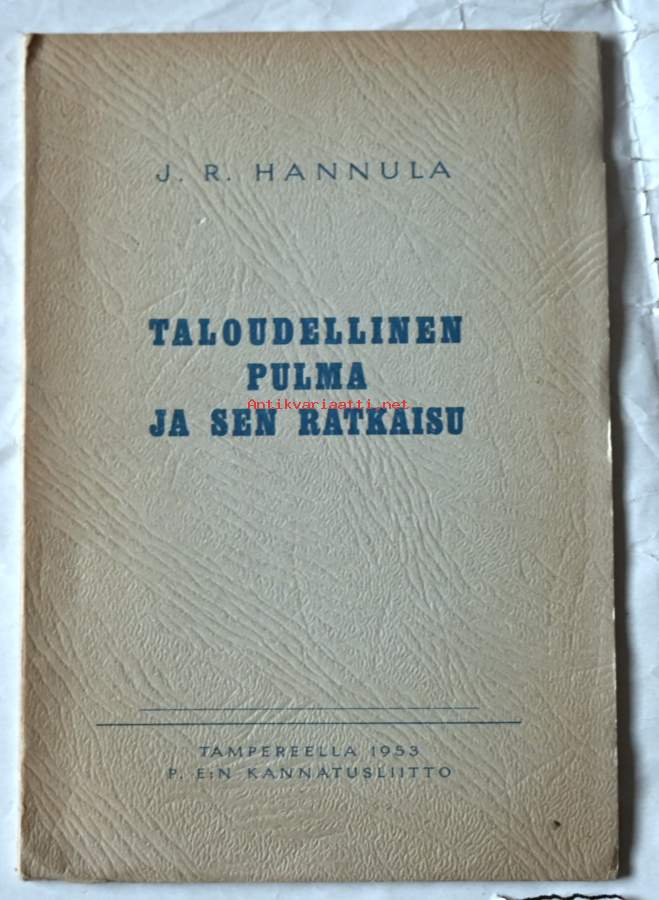 J. R. HANNULA
TALOUDELLINEN
PULMA
Antikvariaatti.net
JA SEN RATKAISU
TAMPEREELLA 1953
P. E:N KANNATUSLIITTO